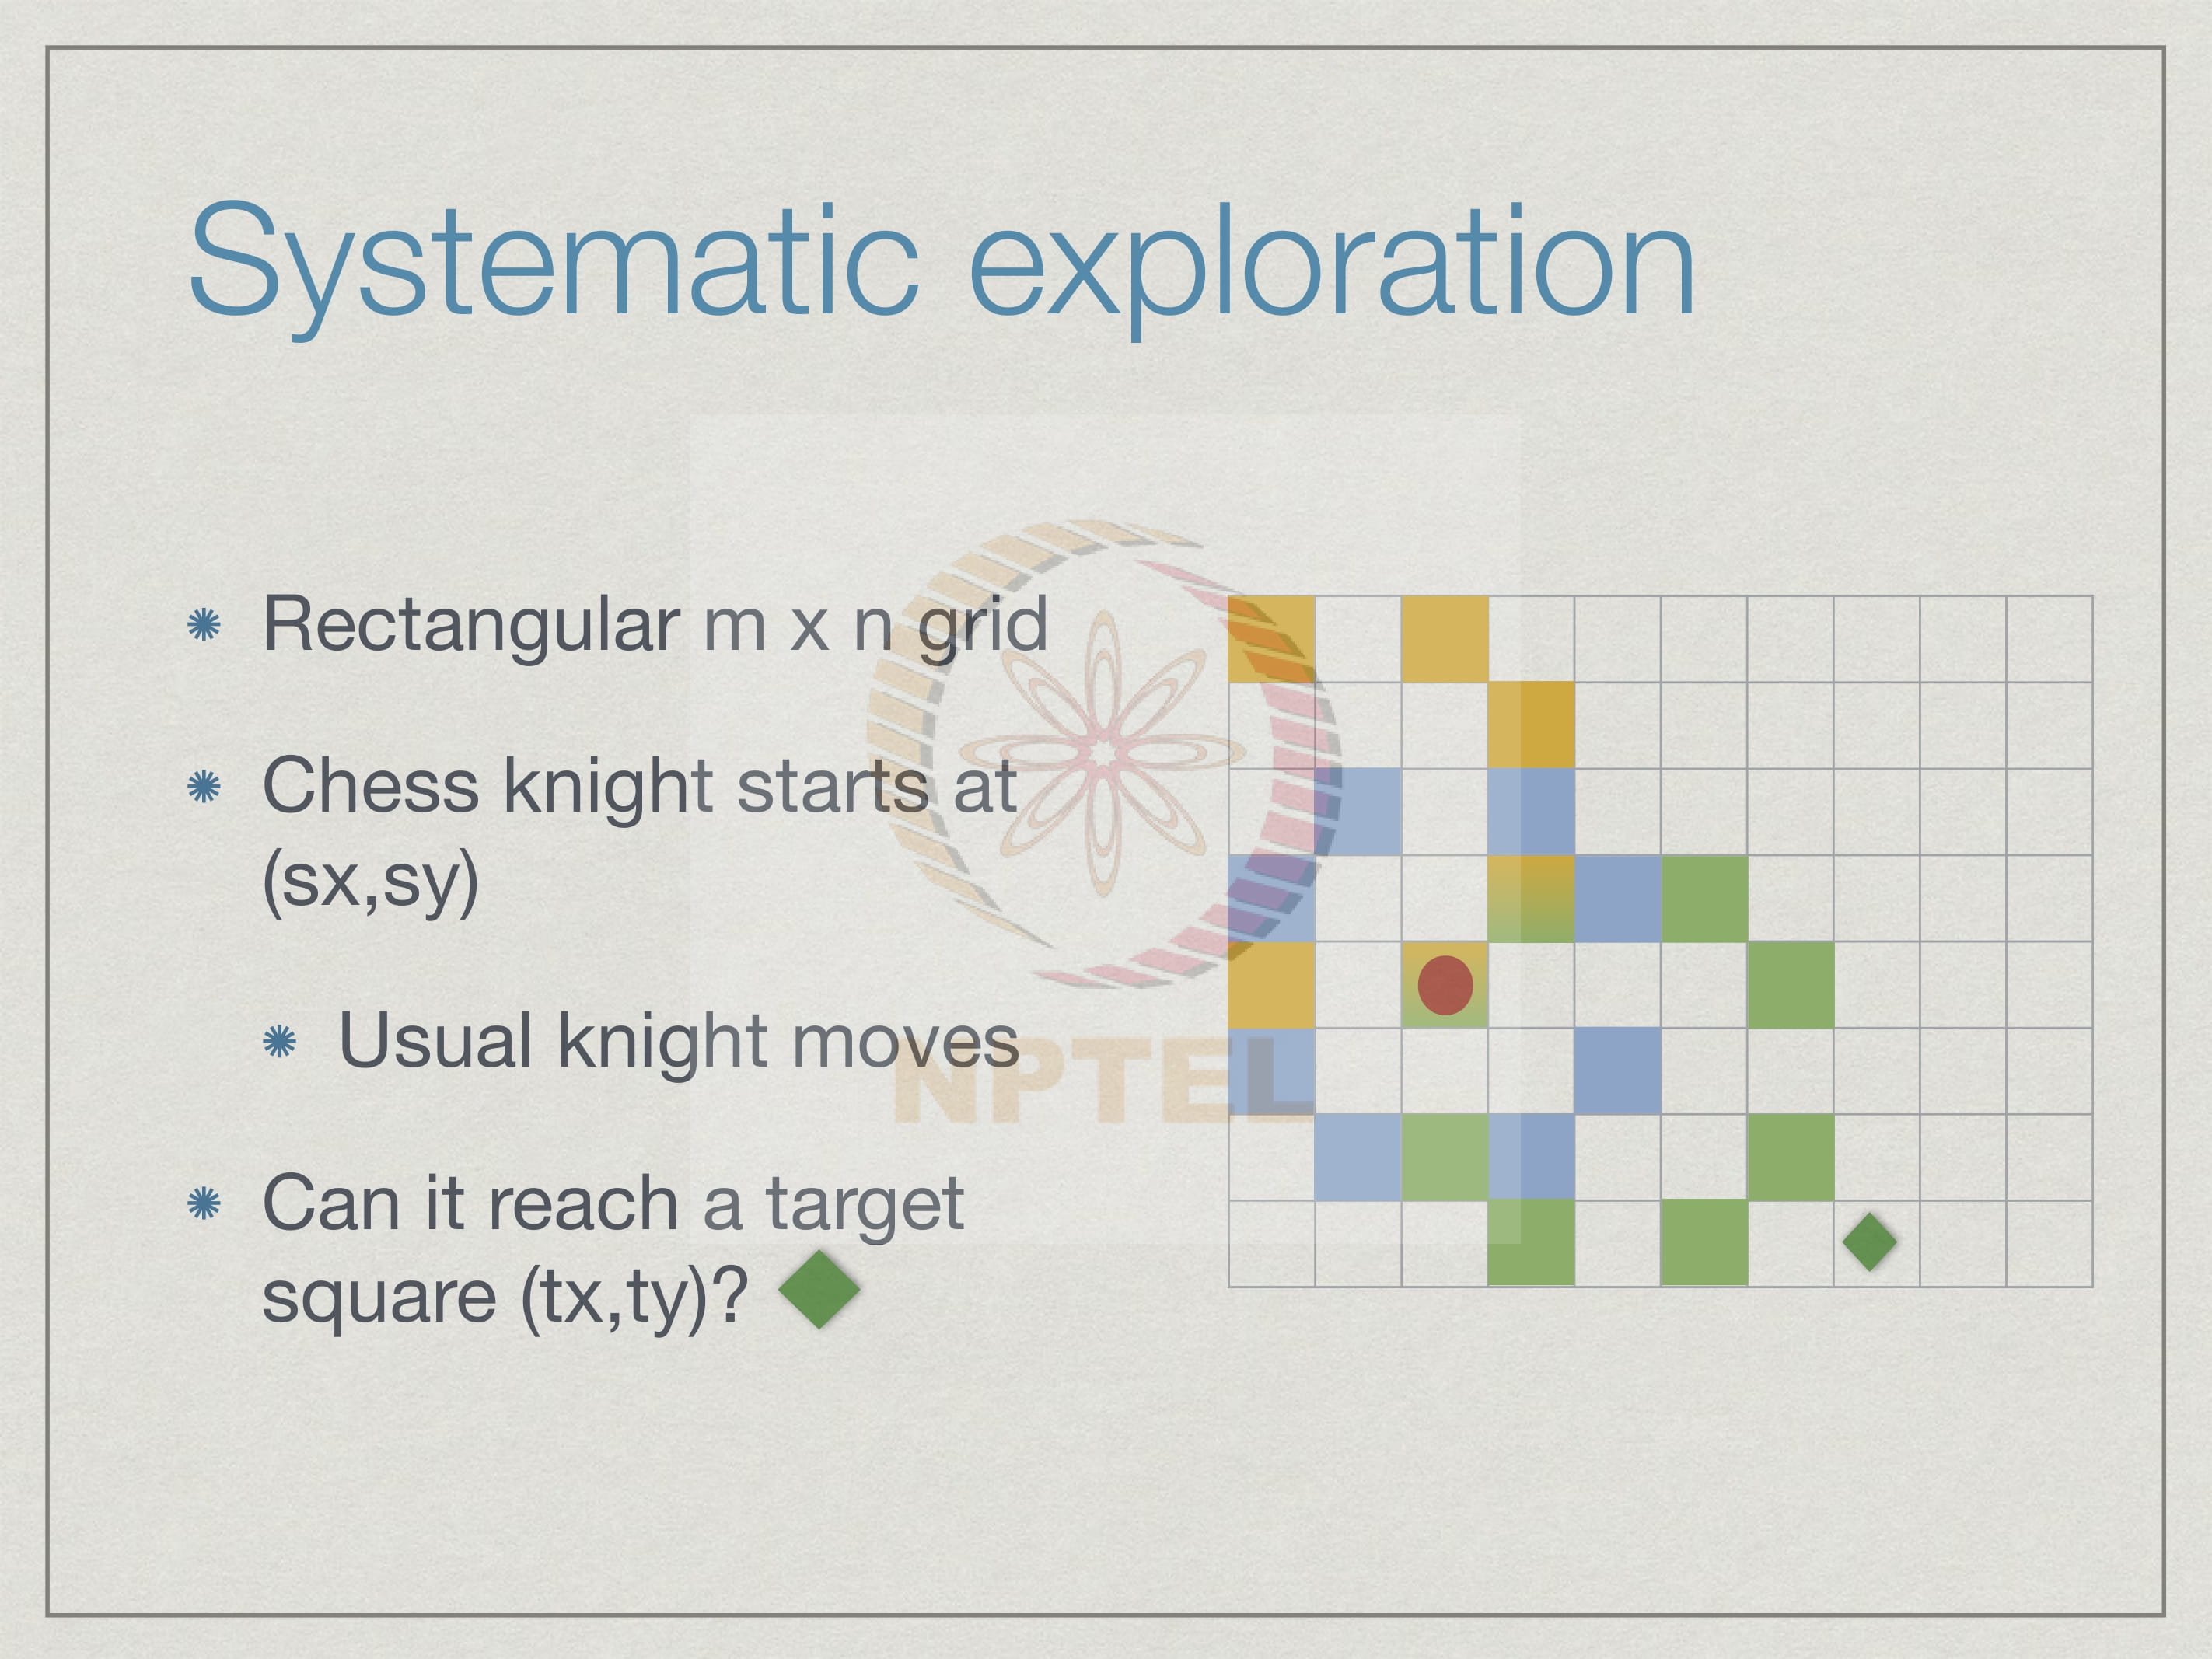 Systematic exploration
Rectangular m x n grid
Chess knight starts at
(sx,sy)
Usual knight moves
Can it reach a target
square (tx,ty)?
NPTEL